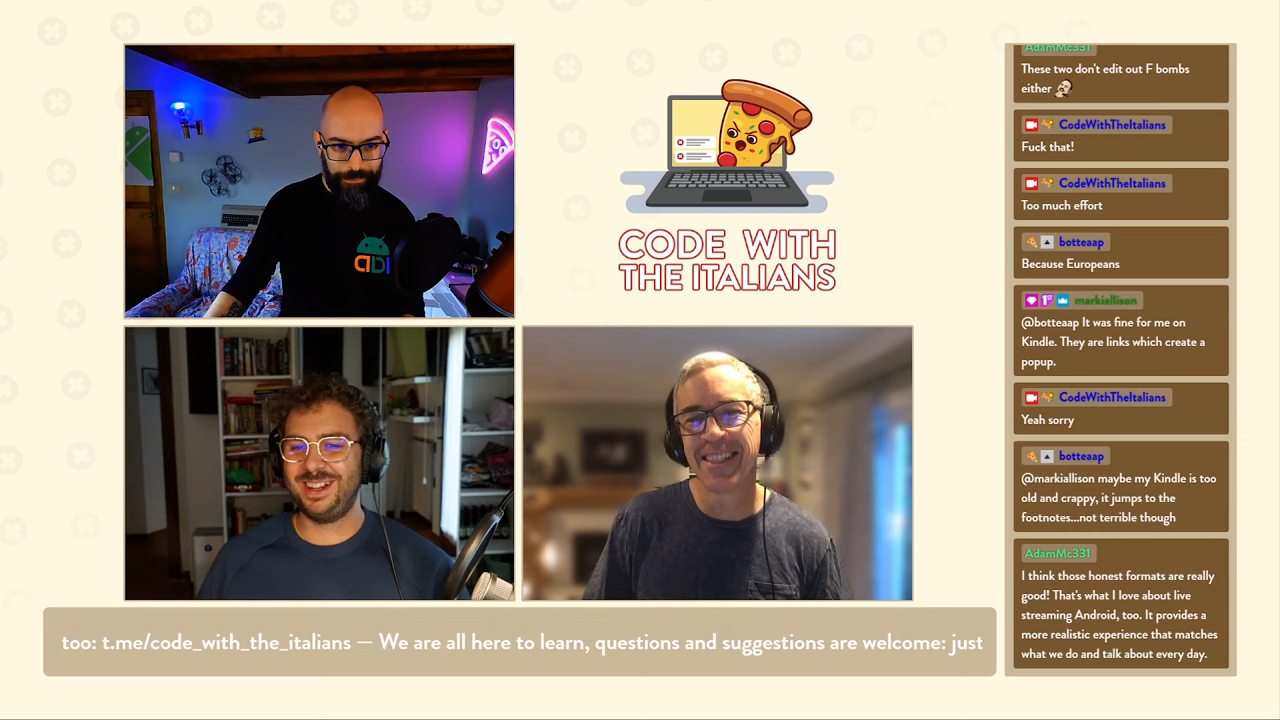 CODE WITH
THE ITALIANS
AdamMc331
These two don't edit out F bombs
either
CodeWithTheItalians
Fuck that!
CodeWithTheItalians
Too much effort
botteaap
Because Europeans
markiallison
@botteaap It was fine for me on
Kindle. They are links which create a
popup.
CodeWithTheItalians
Yeah sorry
botteaap
@markiallison maybe my Kindle is too
old and crappy, it jumps to the
footnotes...not terrible though
AdamMc331
I think those honest formats are really
good! That's what I love about live
streaming Android, too. It provides a
more realistic experience that matches
what we do and talk about every day.
too: t.me/code_with_the_italians — We are all here to learn, questions and suggestions are welcome: just